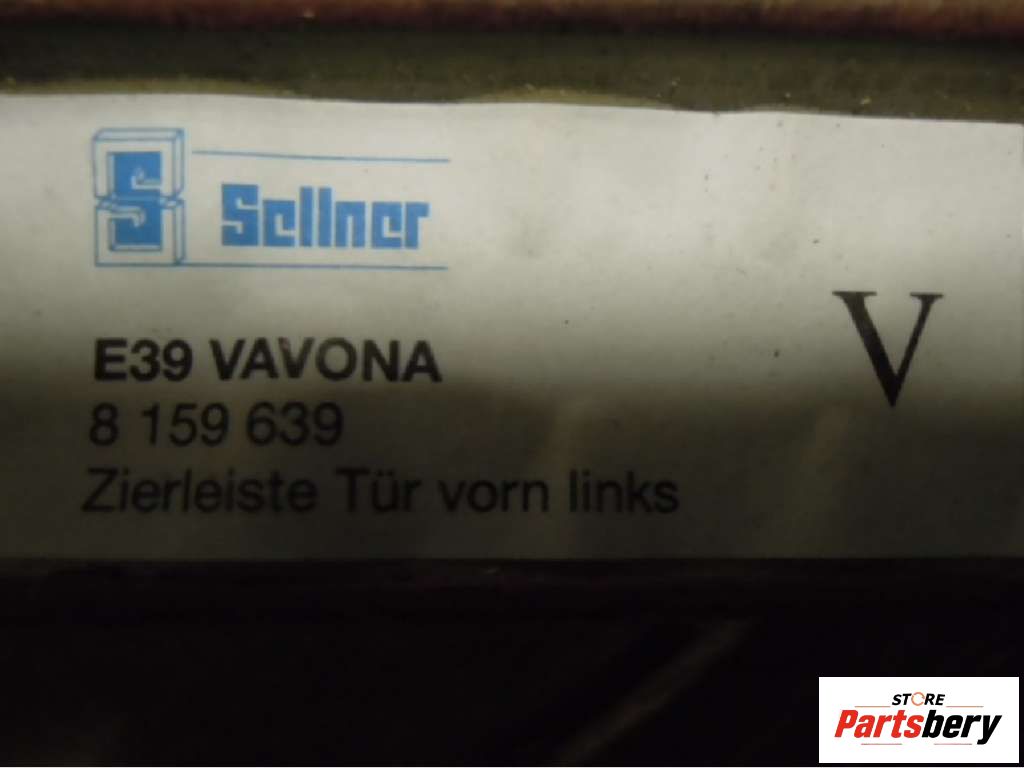 S Sellner
E39 VAVONA
8 159 639
Zierleiste Tür vorn links
V
STORE
Partsbery